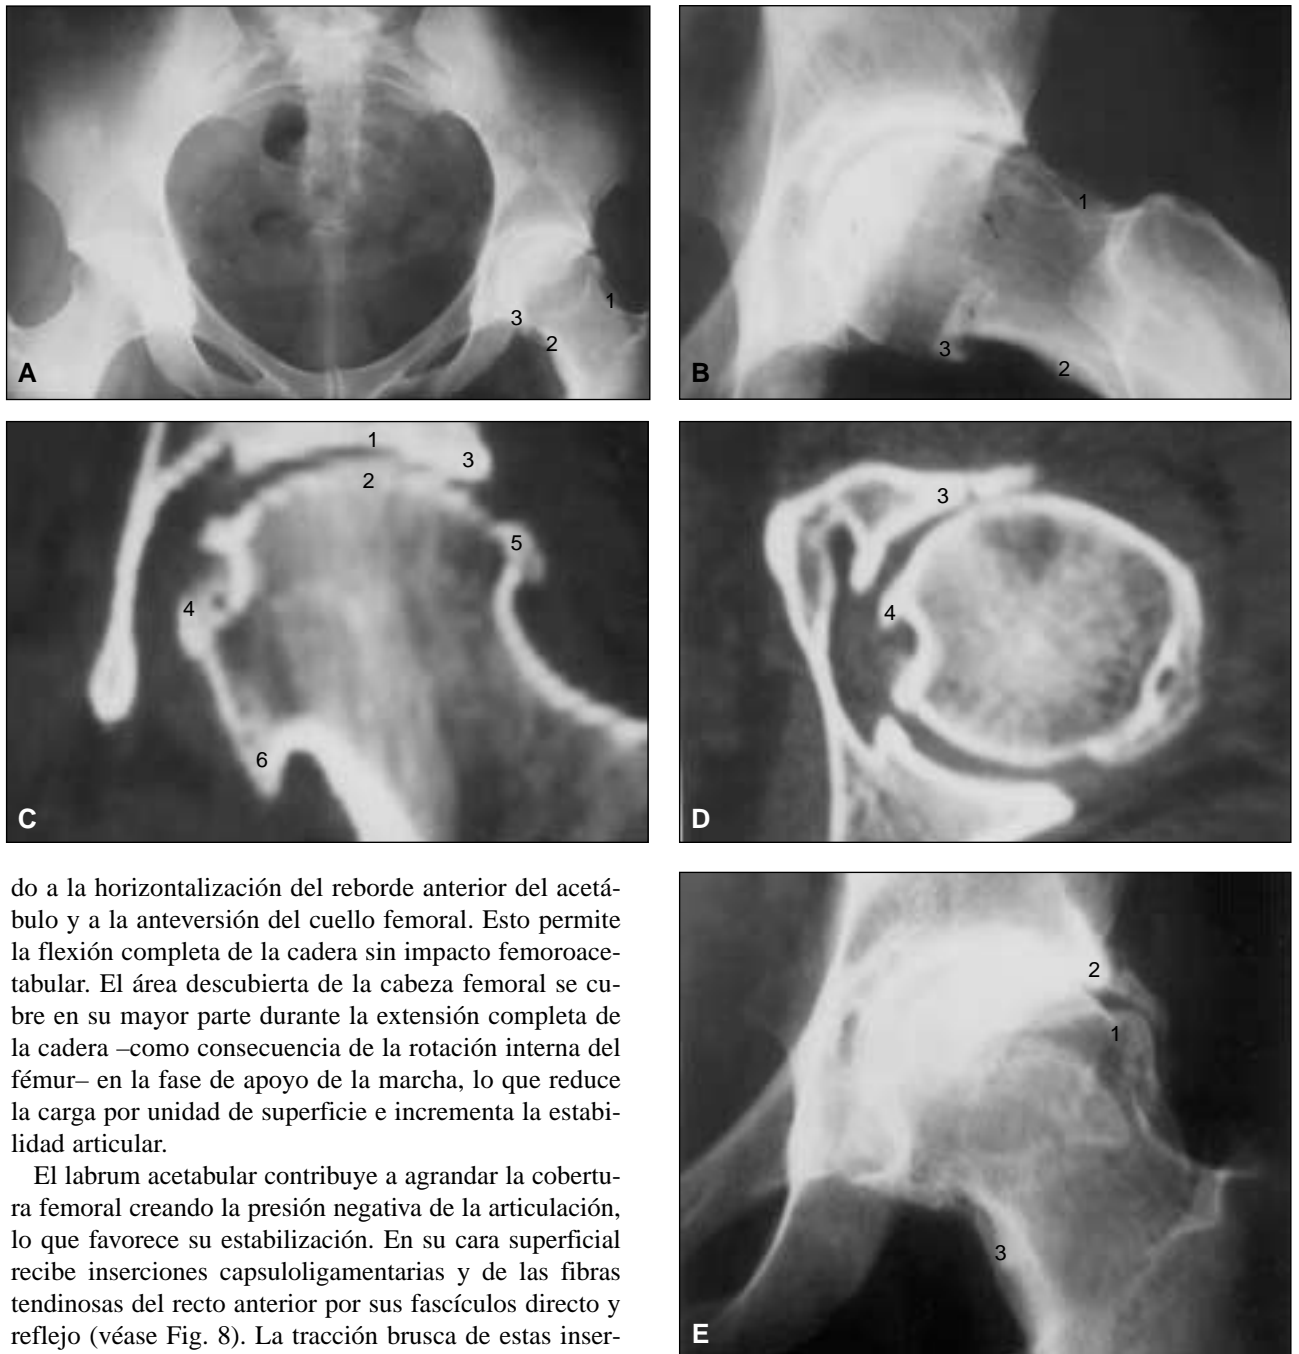 1
3
2
A
1
3
2
B
1
2
3
5
4
6
C
3
4
D
do a la horizontalización del reborde anterior del acetá-
bulo y a la anteversión del cuello femoral. Esto permite
la flexión completa de la cadera sin impacto femoroace-
tabular. El área descubierta de la cabeza femoral se cu-
bre en su mayor parte durante la extensión completa de
la cadera –como consecuencia de la rotación interna del
fémur– en la fase de apoyo de la marcha, lo que reduce
la carga por unidad de superficie e incrementa la estabi-
lidad articular.
El labrum acetabular contribuye a agrandar la cobertu-
ra femoral creando la presión negativa de la articulación,
lo que favorece su estabilización. En su cara superficial
recibe inserciones capsuloligamentarias y de las fibras
tendinosas del recto anterior por sus fascículos directo y
reflejo (véase Fig. 8). La tracción brusca de estas inser-
2
1
3
E